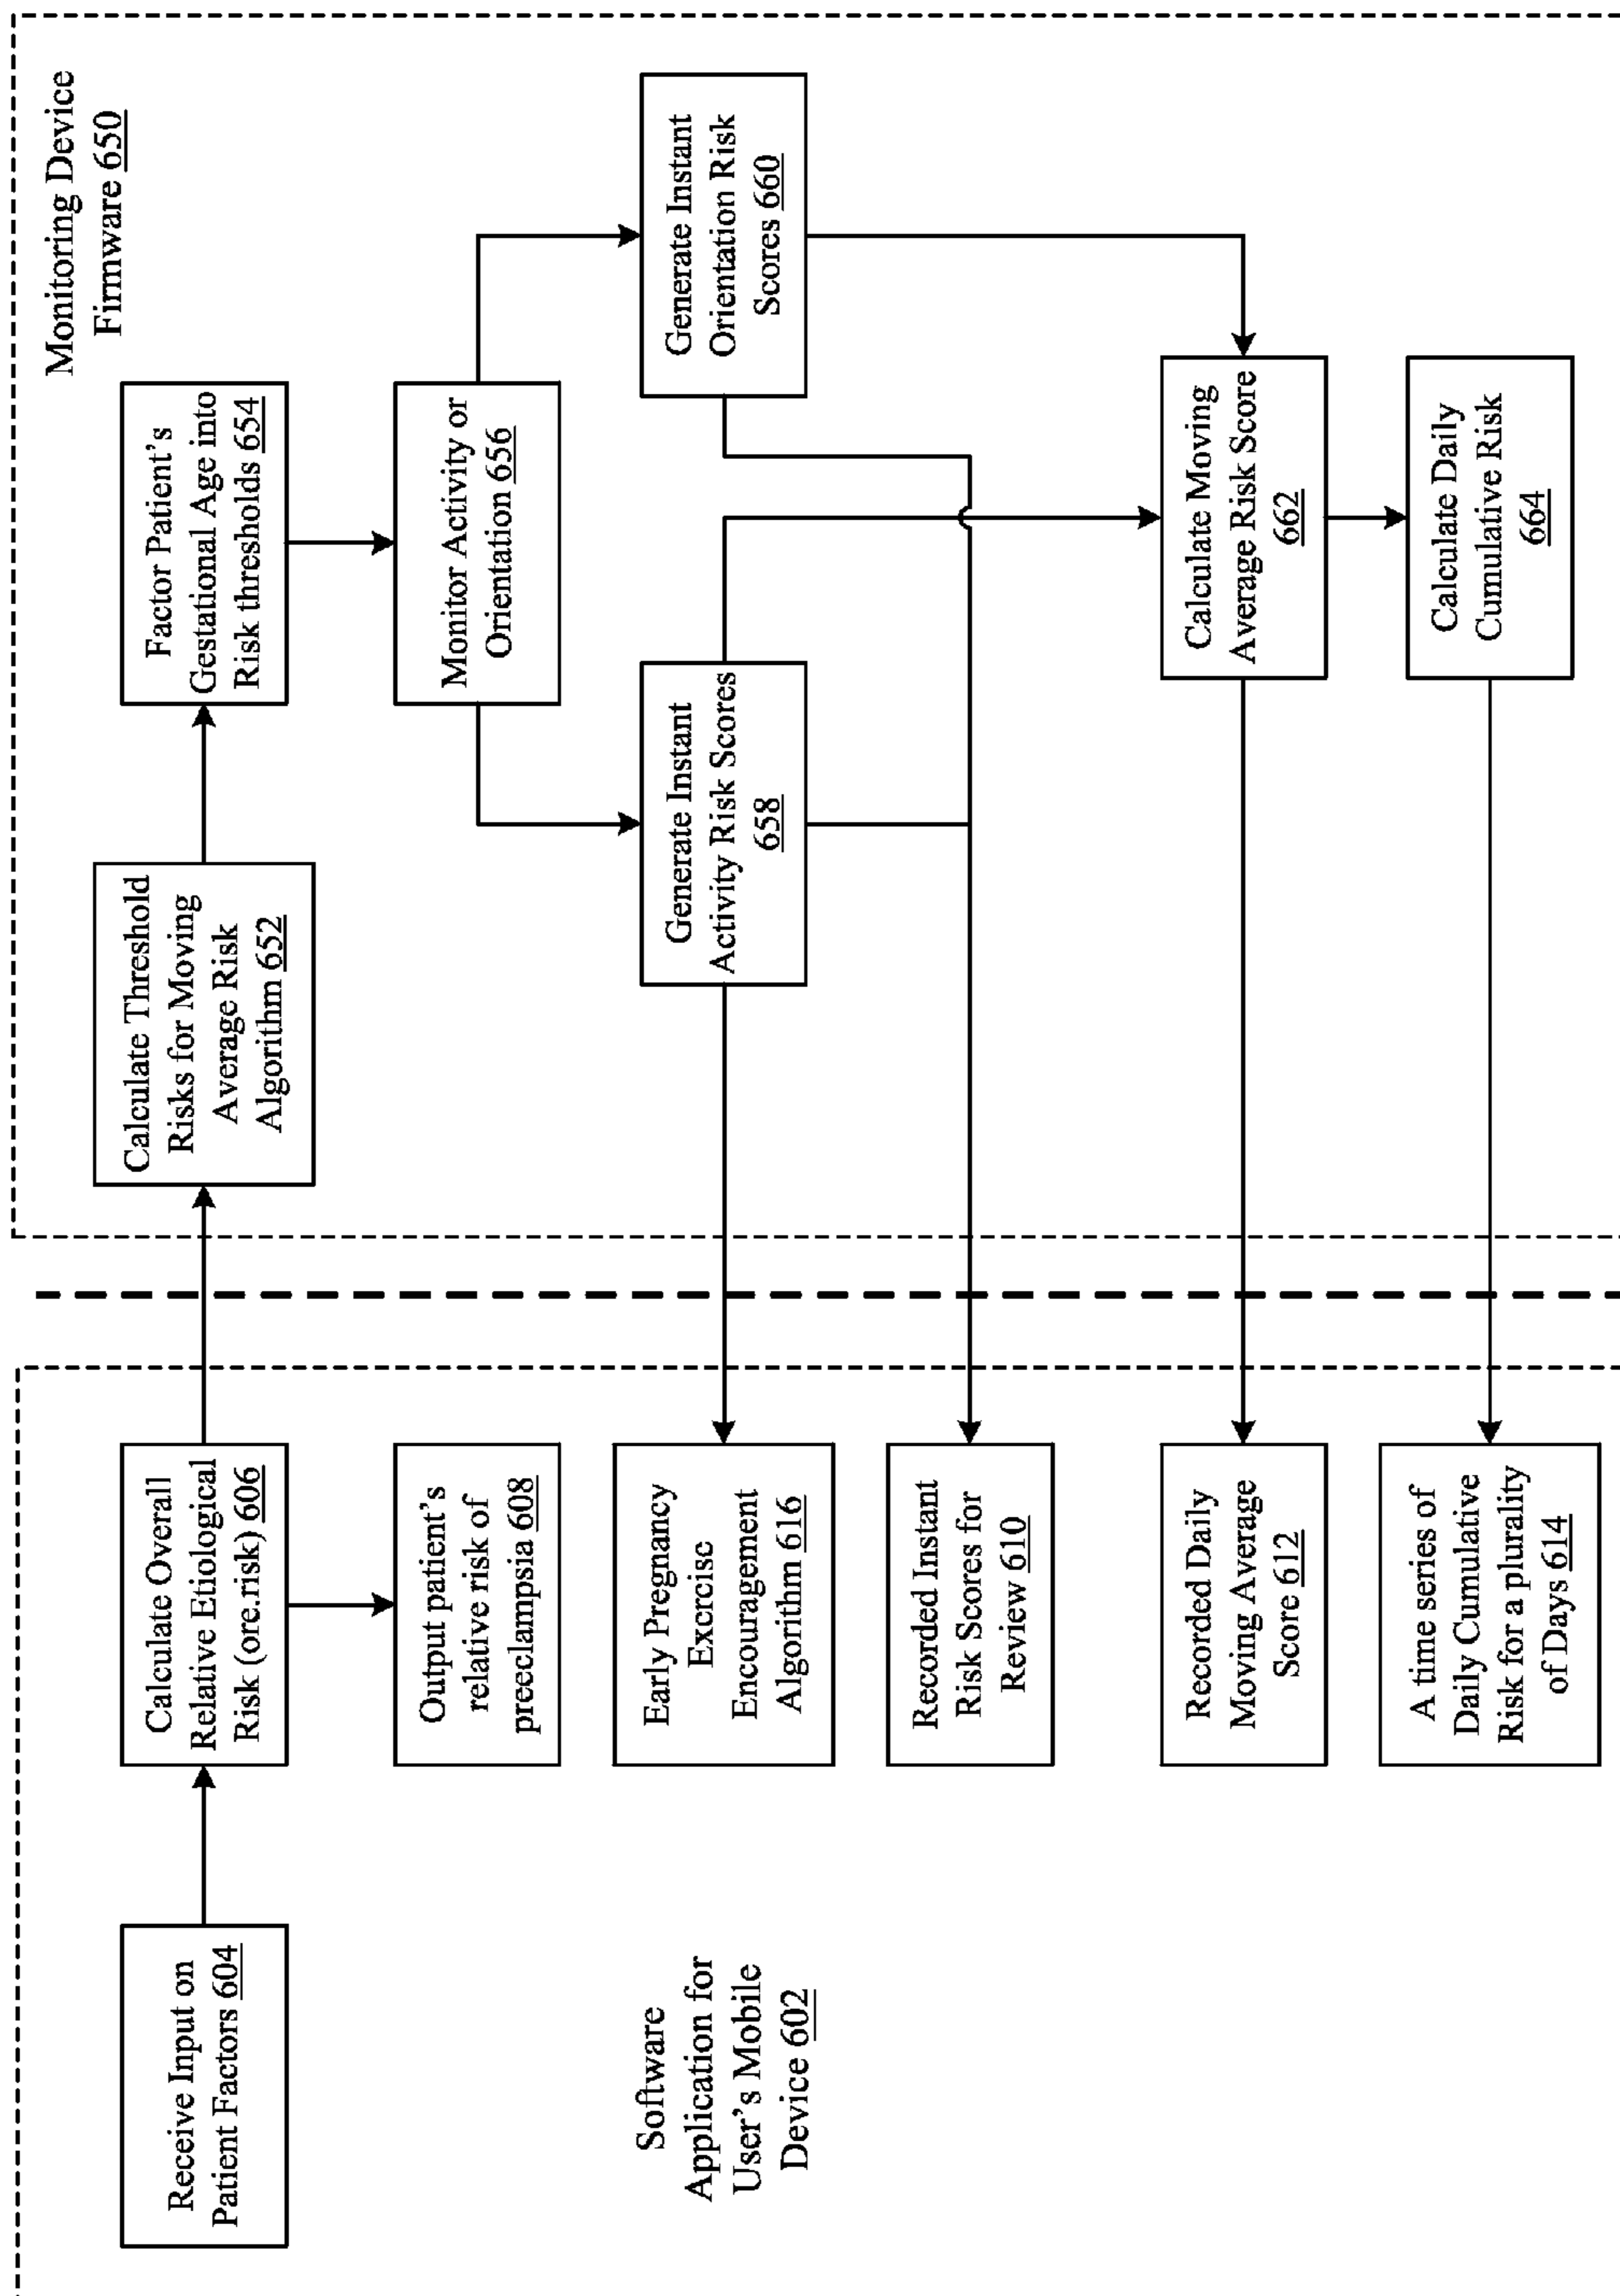 Receive Input on
Patient Factors 604
Calculate Overall
Relative Etiological
Risk (ore.risk) 606
Output patient's
relative risk of
preeclampsia 608
Early Pregnancy
Excrcise
Encouragement
Algorithm 616
Recorded Instant
Risk Scores for
Review 610
Recorded Daily
Moving Average
Score 612
A time series of
Daily Cumulative
Risk for a plurality
of Days 614
Software
Application for
User's Mobile
Device 602
Monitoring Device
Firmware 650
Calculate Threshold
Risks for Moving
Average Risk
Algorithm 652
Factor Patient's
Gestational Age into
Risk thresholds 654
Monitor Activity or
Orientation 656
Generate Instant
Activity Risk Scores
658
Generate Instant
Orientation Risk
Scores 660
Calculate Moving
Average Risk Score
662
Calculate Daily
Cumulative Risk
664